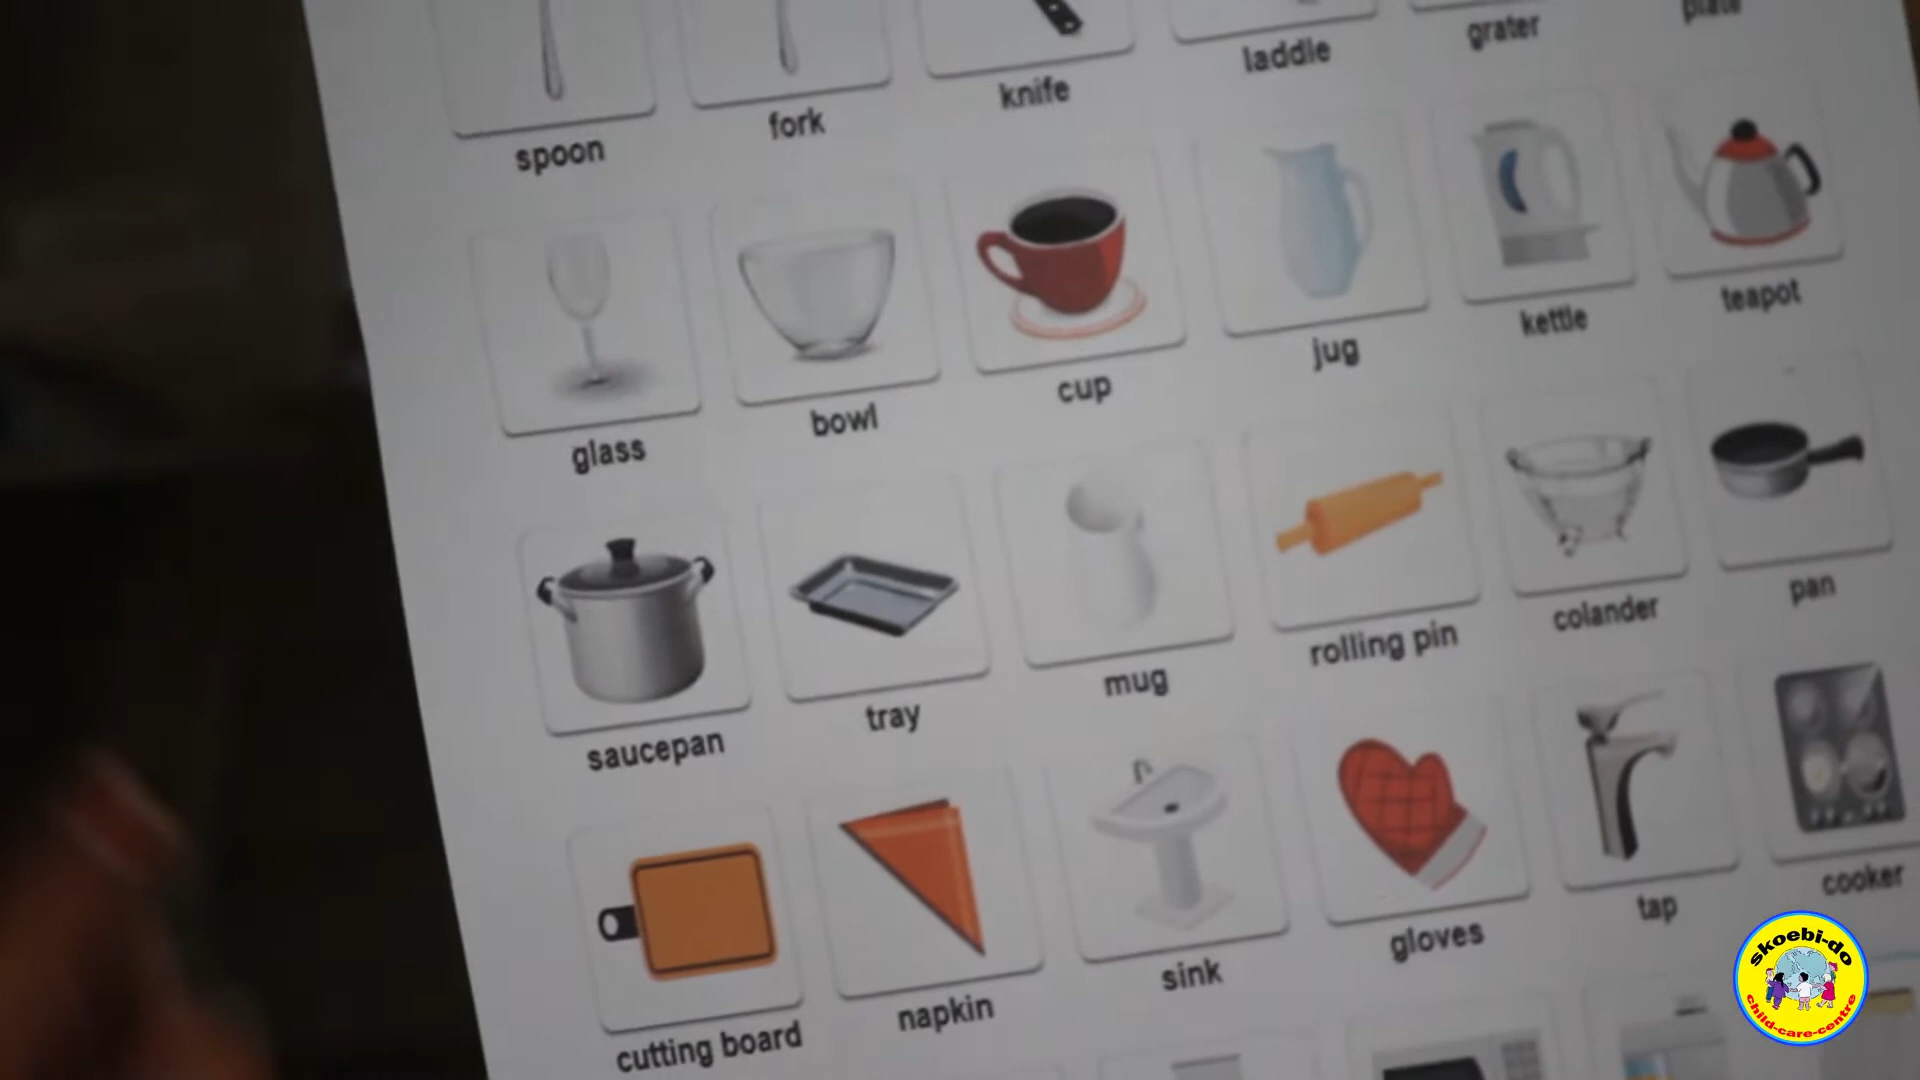 spoon
fork
knife
laddle
grater
plate
glass
bowl
cup
jug
kettle
teapot
saucepan
tray
mug
rolling pin
colander
pan
cutting board
napkin
sink
gloves
tap
cooker
skoebi-do
child-care-centre